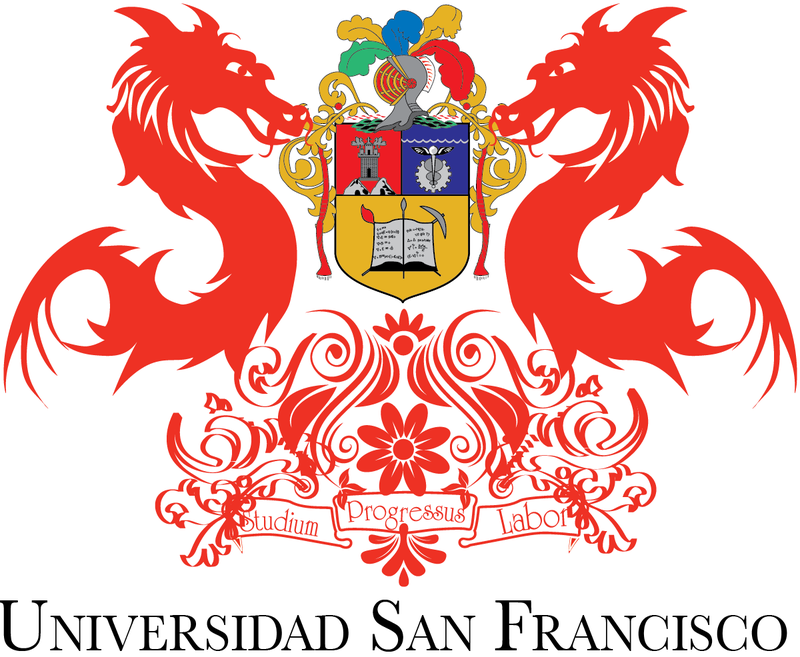 Studium Progressus Labor
UNIVERSIDAD SAN FRANCISCO